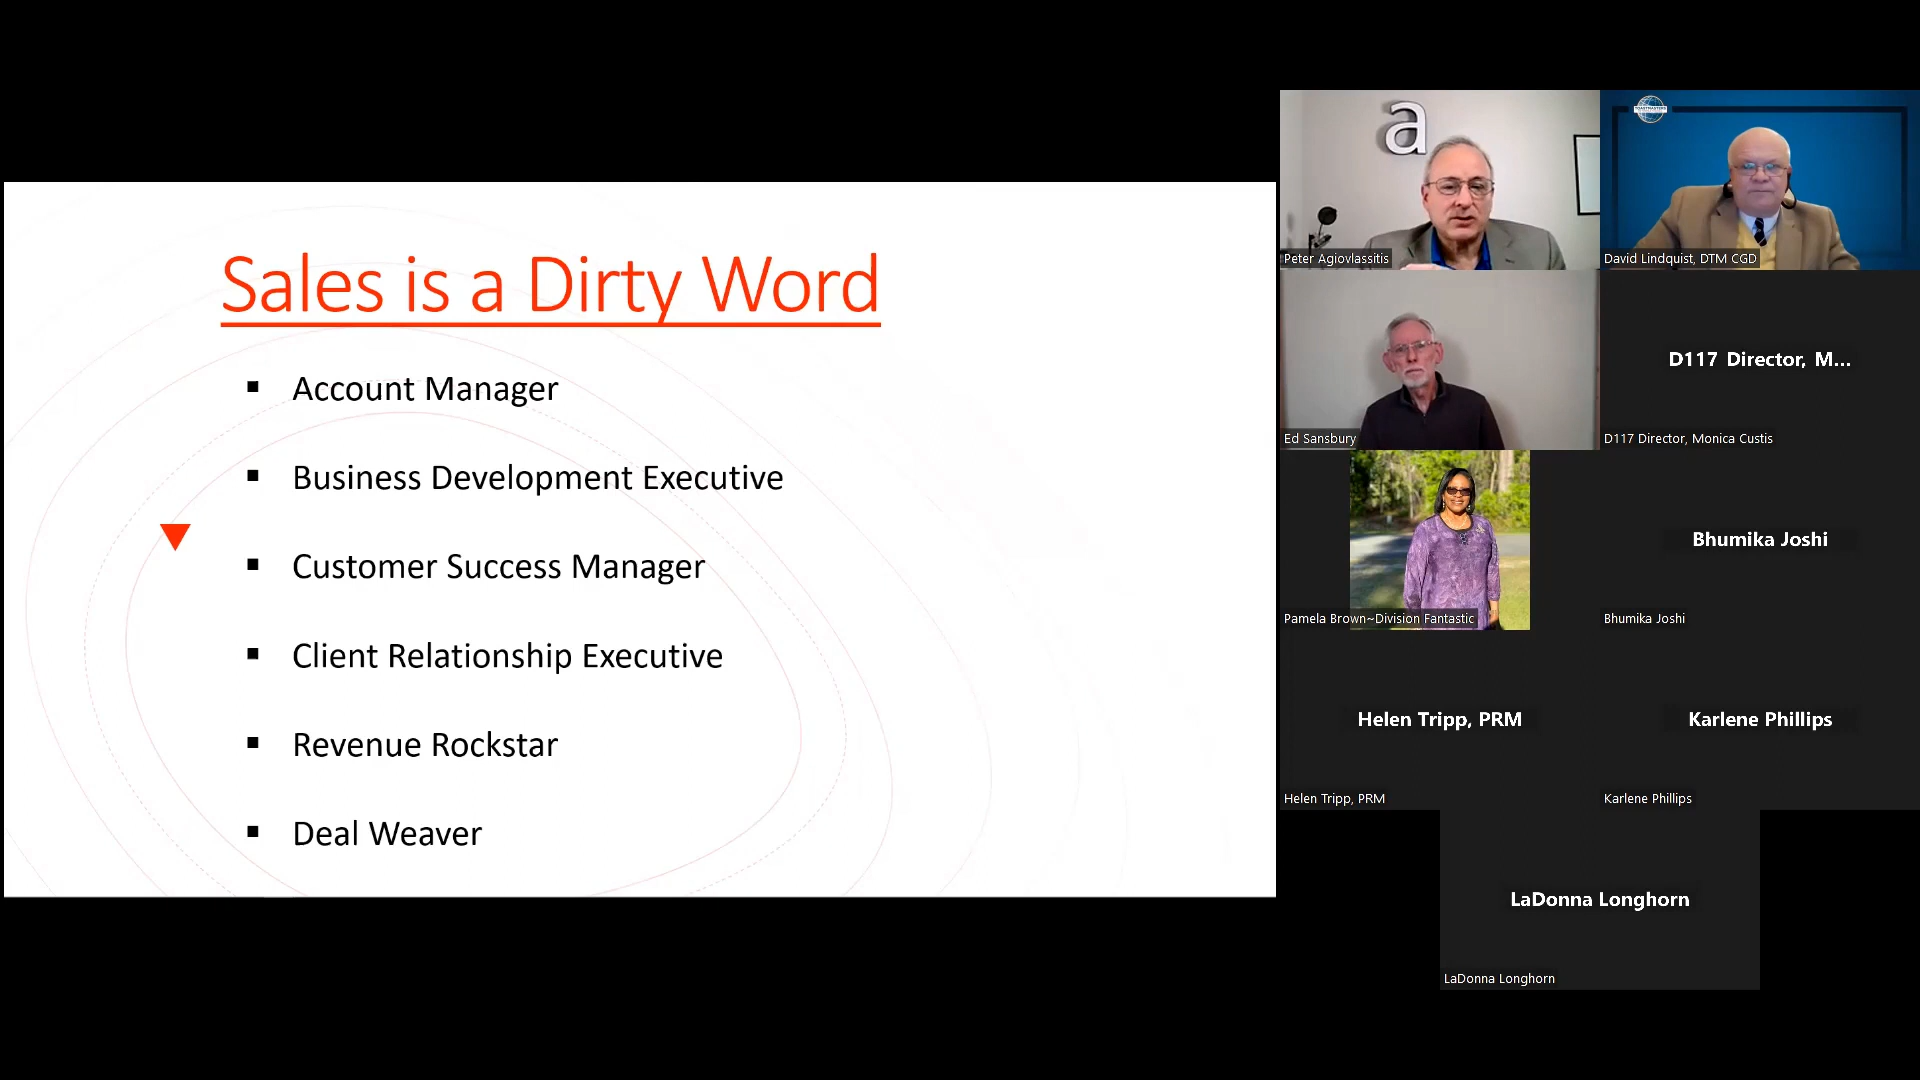 Sales is a Dirty Word
▪ Account Manager
▪ Business Development Executive
▪ Customer Success Manager
▪ Client Relationship Executive
▪ Revenue Rockstar
▪ Deal Weaver
a
Peter Agiovlassitis
TOASTMASTERS
David Lindquist, DTM CGD
Ed Sansbury
D117 Director, M...
D117 Director, Monica Custis
Pamela Brown~Division Fantastic
Bhumika Joshi
Bhumika Joshi
Helen Tripp, PRM
Helen Tripp, PRM
Karlene Phillips
Karlene Phillips
LaDonna Longhorn
LaDonna Longhorn